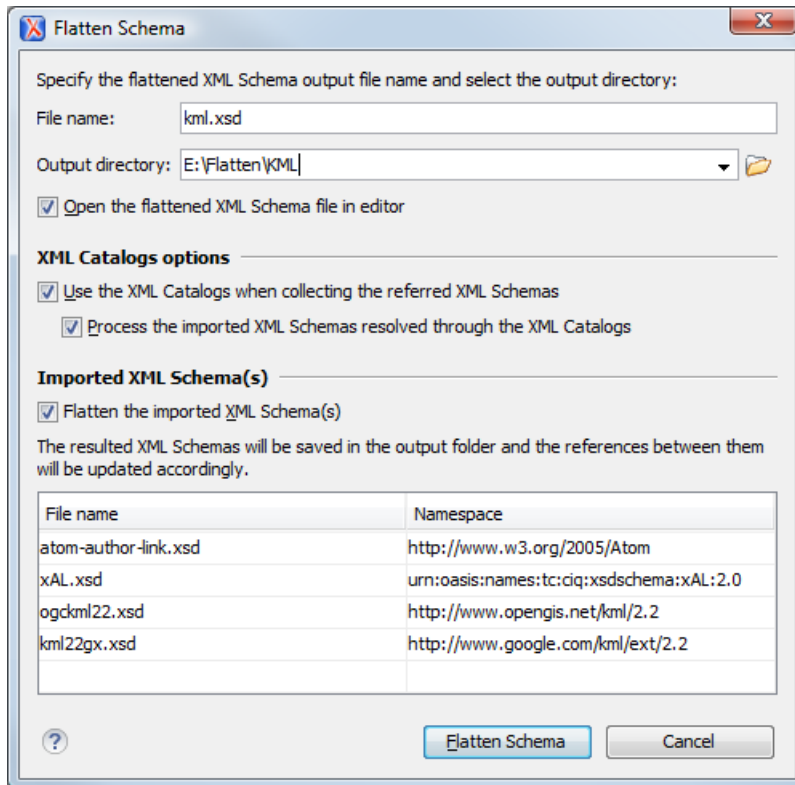 Flatten Schema
Specify the flattened XML Schema output file name and select the output directory:
File name: kml.xsd
Output directory: E:\Flatten\KML
Open the flattened XML Schema file in editor
XML Catalogs options
Use the XML Catalogs when collecting the referred XML Schemas
Process the imported XML Schemas resolved through the XML Catalogs
Imported XML Schema(s)
Flatten the imported XML Schema(s)
The resulted XML Schemas will be saved in the output folder and the references between them
will be updated accordingly.
File name Namespace
atom-author-link.xsd http://www.w3.org/2005/Atom
xAL.xsd urn:oasis:names:tc:ciq:xsdschema:xAL:2.0
ogckml22.xsd http://www.opengis.net/kml/2.2
kml22gx.xsd http://www.google.com/kml/ext/2.2
? Flatten Schema Cancel